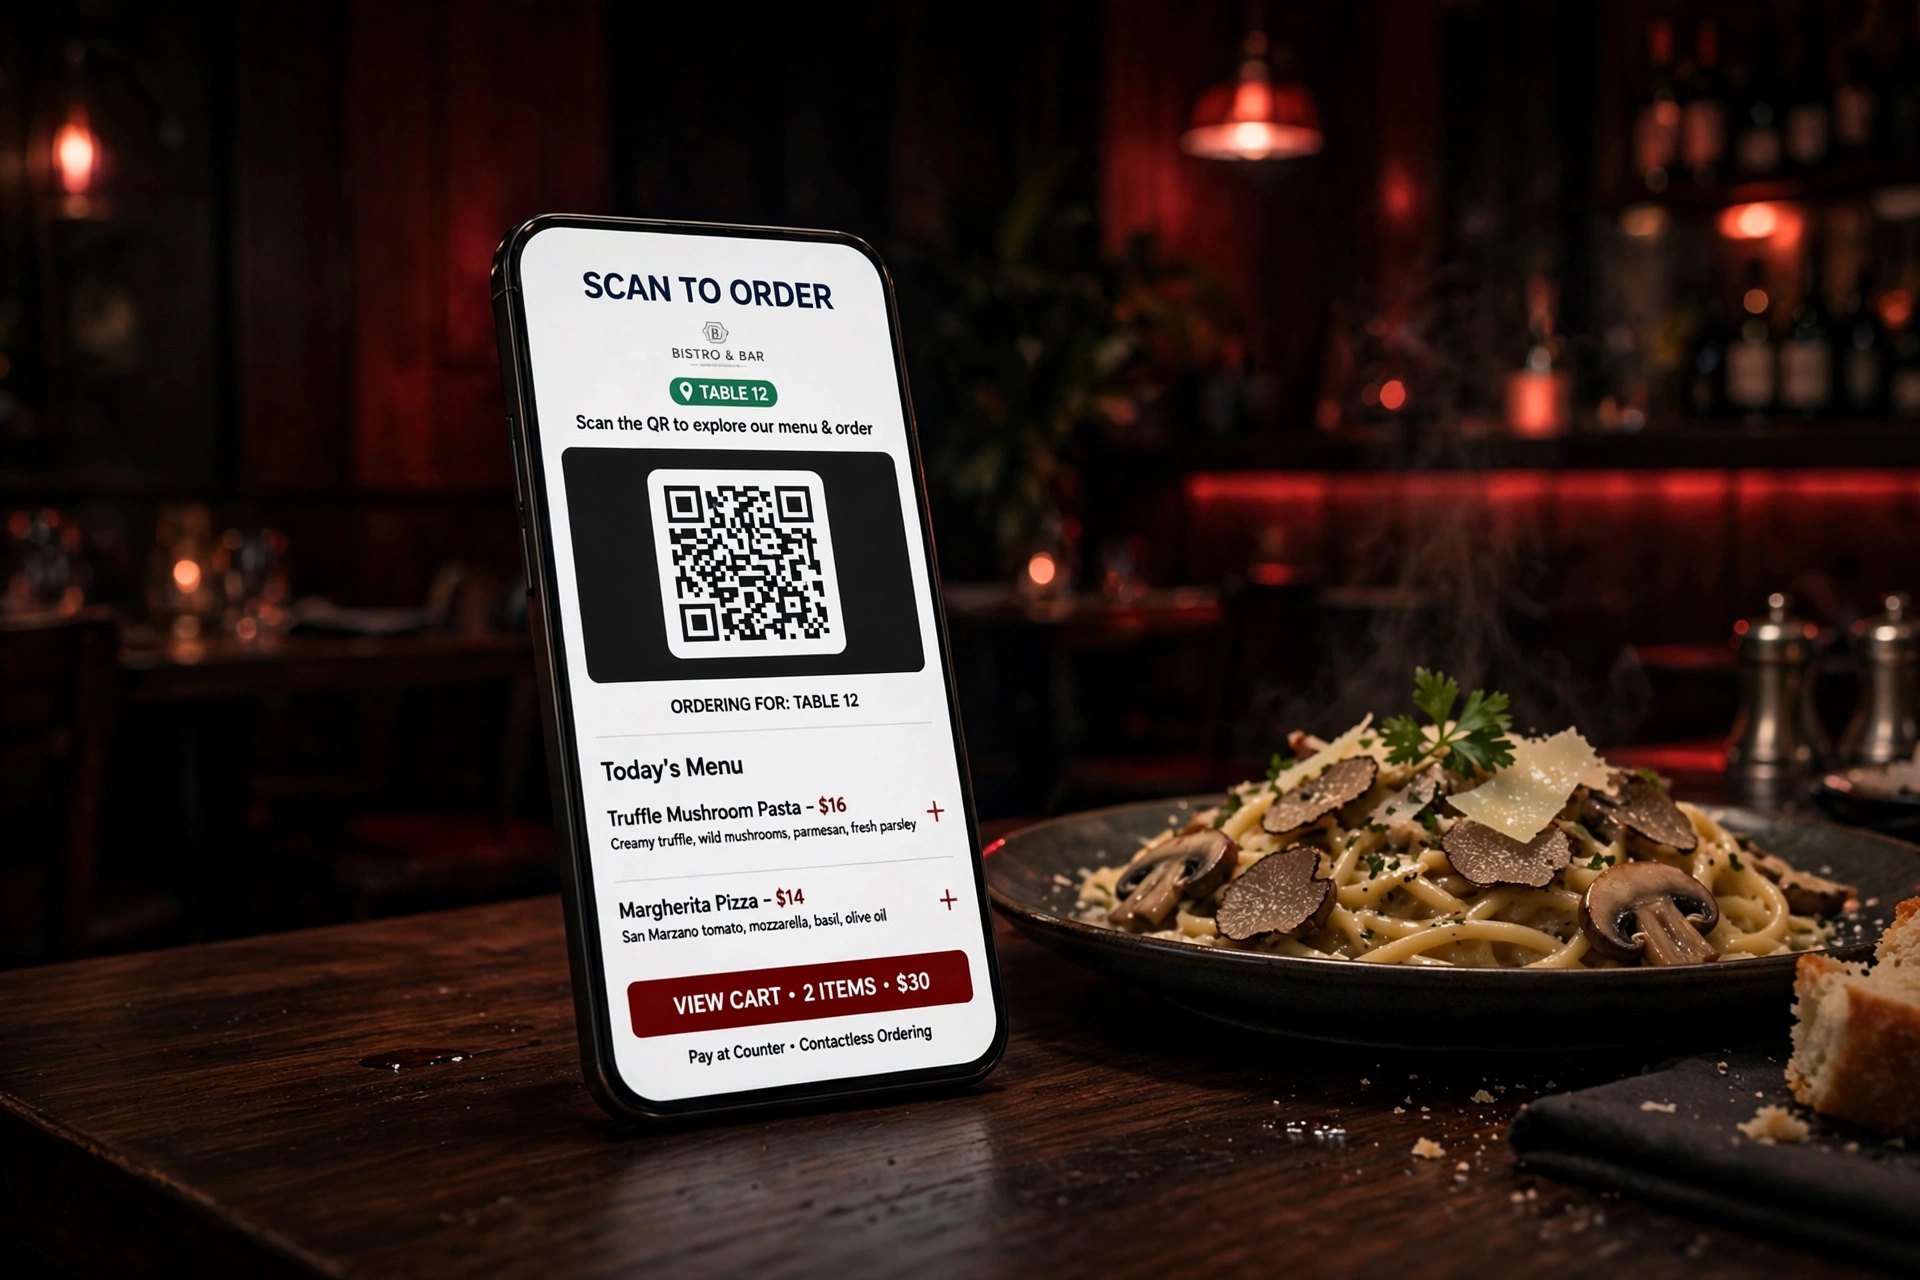 SCAN TO ORDER
B
BISTRO & BAR
TABLE 12
Scan the QR to explore our menu & order
ORDERING FOR: TABLE 12
Today's Menu
Truffle Mushroom Pasta – $16
Creamy truffle, wild mushrooms, parmesan, fresh parsley
Margherita Pizza – $14
San Marzano tomato, mozzarella, basil, olive oil
VIEW CART • 2 ITEMS • $30
Pay at Counter • Contactless Ordering